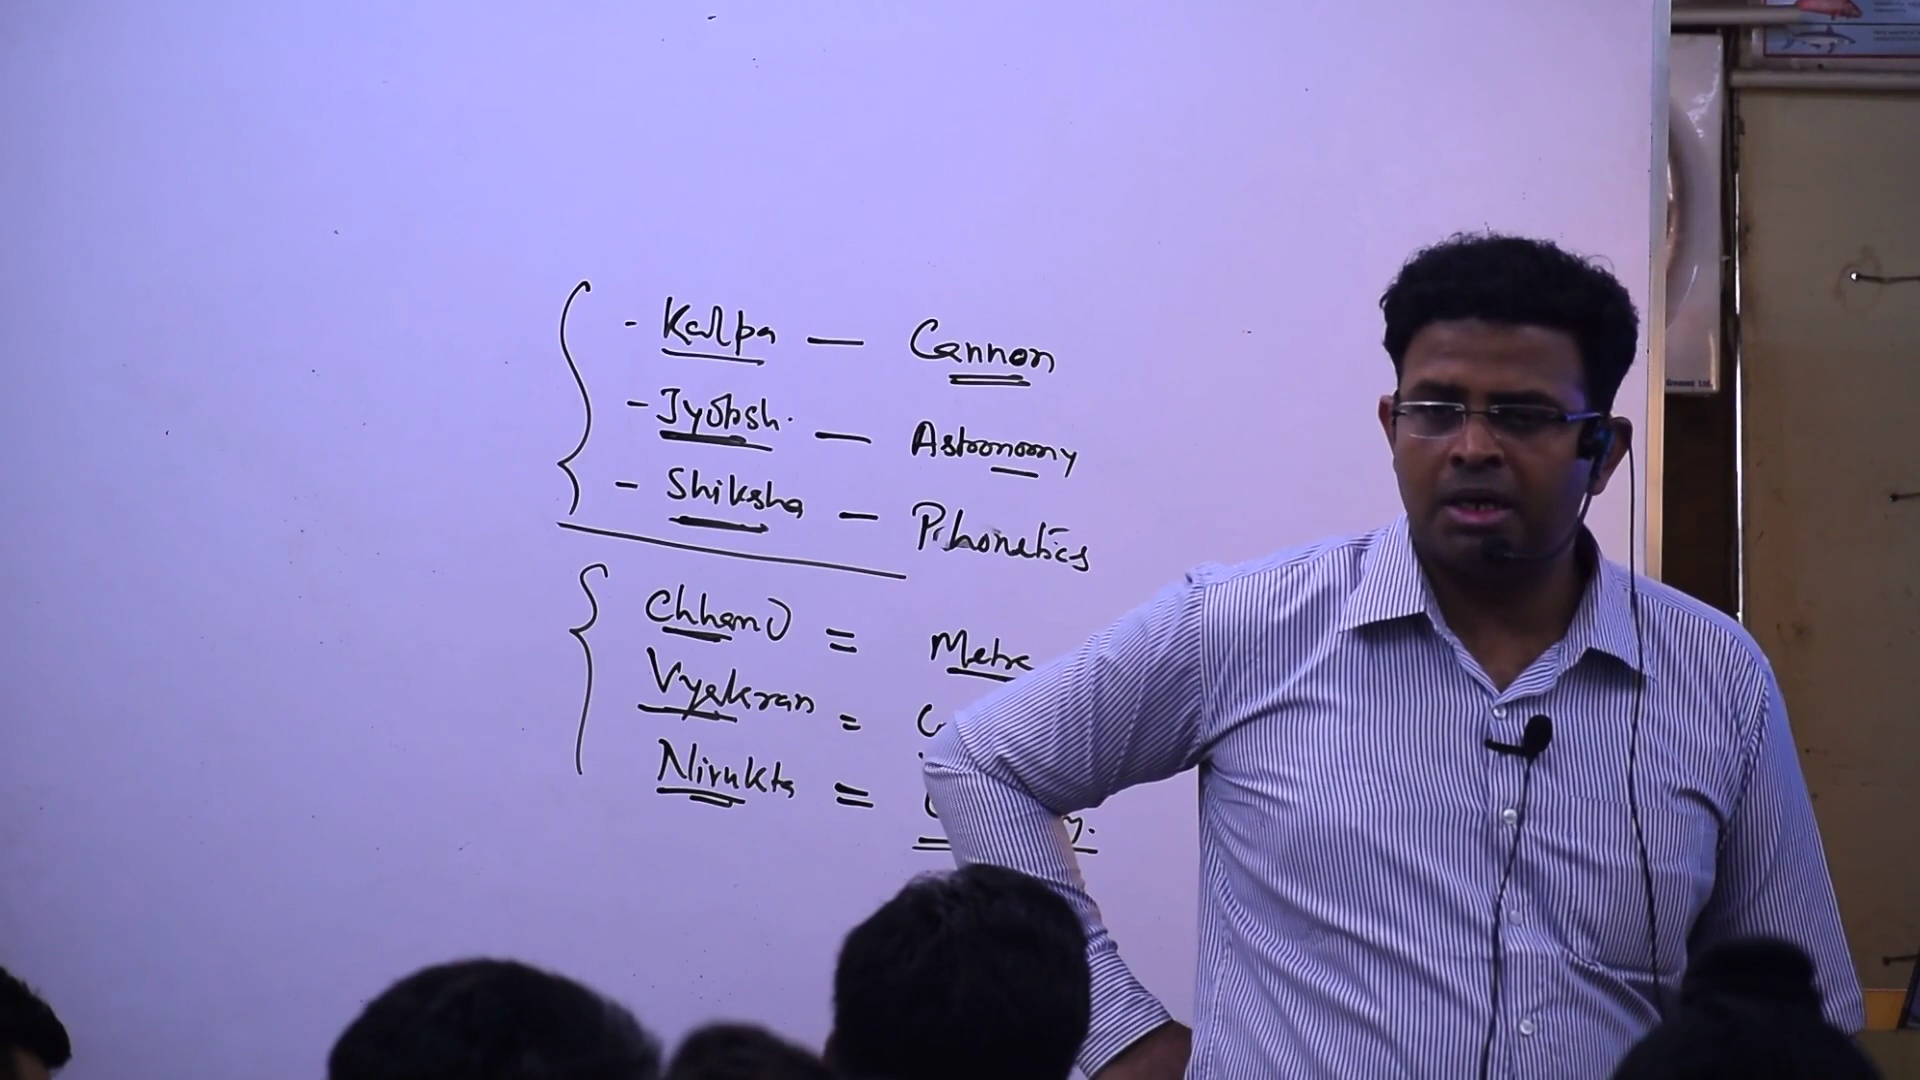 - Kalpa — Cannon
- Jyotish. — Astronomy
- Shiksha — Phonetics
Chhand = Metre
Vyakran =
Nirukta =